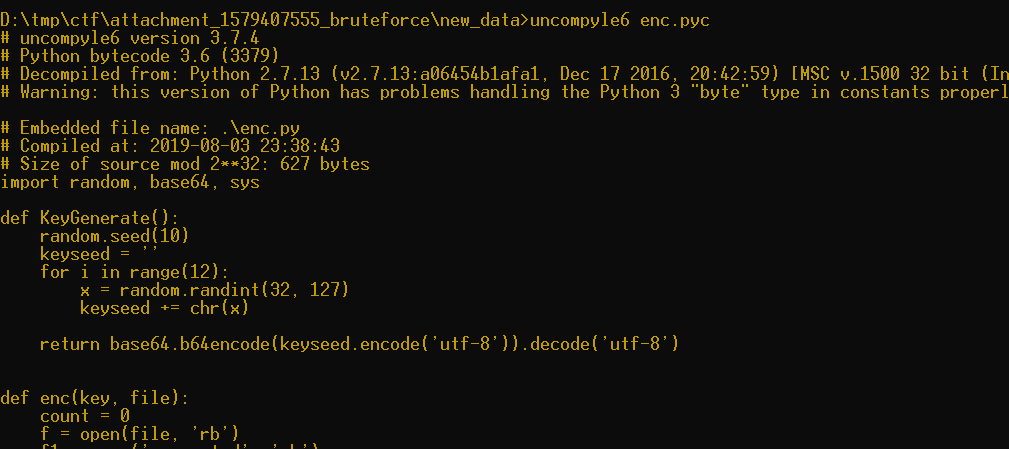 D:\tmp\ctf\attachment_1579407555_bruteforce\new_data>uncompyle6 enc.pyc
# uncompyle6 version 3.7.4
# Python bytecode 3.6 (3379)
# Decompiled from: Python 2.7.13 (v2.7.13:a06454b1afa1, Dec 17 2016, 20:42:59) [MSC v.1500 32 bit (In
# Warning: this version of Python has problems handling the Python 3 "byte" type in constants properl
# Embedded file name: .\enc.py
# Compiled at: 2019-08-03 23:38:43
# Size of source mod 2**32: 627 bytes
import random, base64, sys
def KeyGenerate():
    random.seed(10)
    keyseed = ''
    for i in range(12):
        x = random.randint(32, 127)
        keyseed += chr(x)
    return base64.b64encode(keyseed.encode('utf-8')).decode('utf-8')
def enc(key, file):
    count = 0
    f = open(file, 'rb')